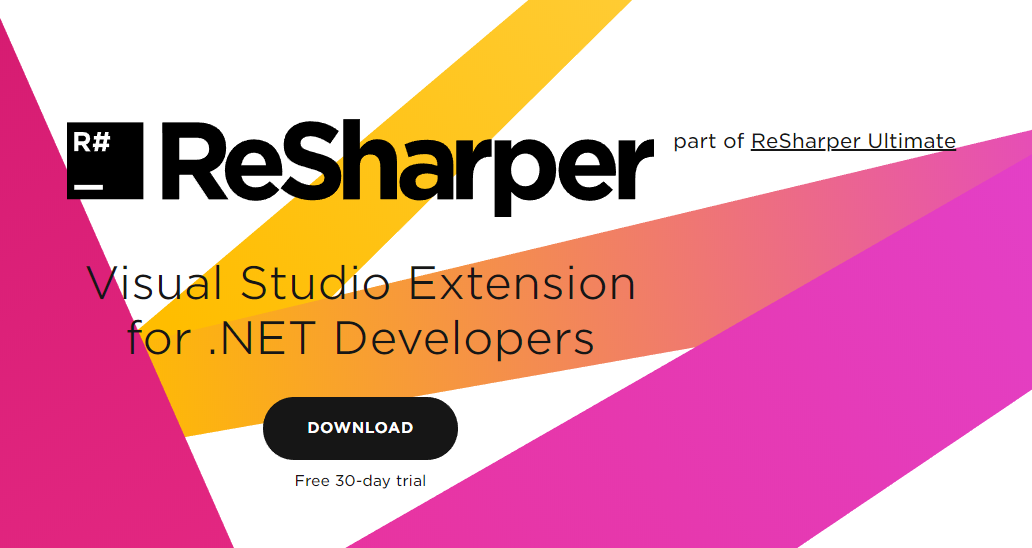 R#
ReSharper
part of ReSharper Ultimate
Visual Studio Extension
for .NET Developers
DOWNLOAD
Free 30-day trial